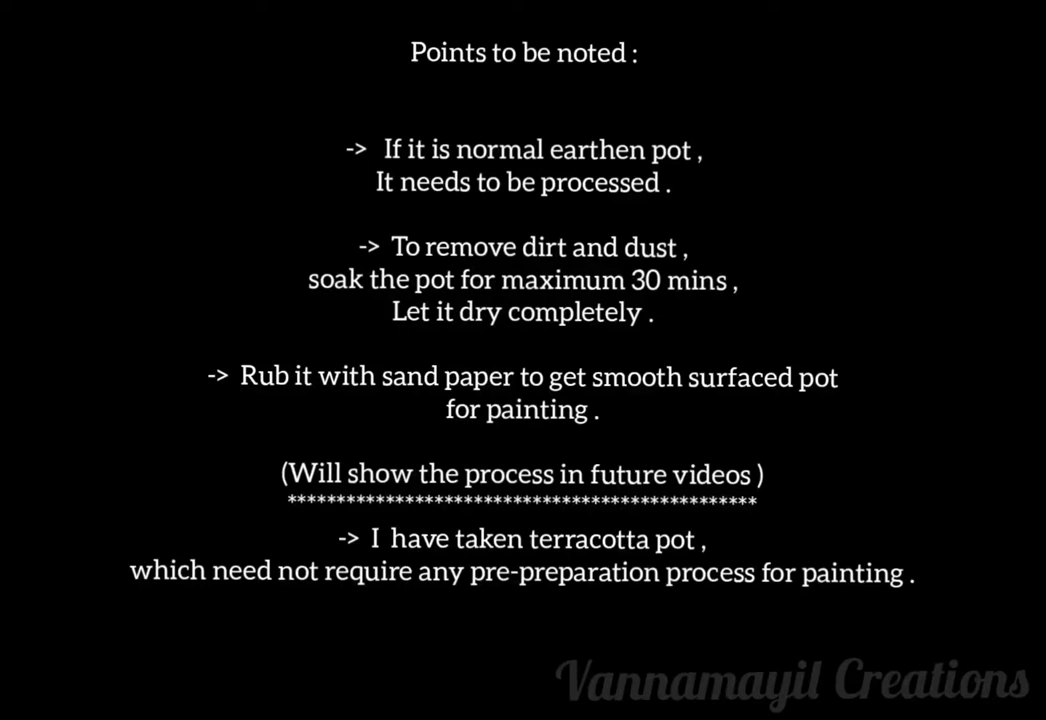 Points to be noted :
-> If it is normal earthen pot ,
It needs to be processed .
-> To remove dirt and dust ,
soak the pot for maximum 30 mins ,
Let it dry completely .
-> Rub it with sand paper to get smooth surfaced pot
for painting .
(Will show the process in future videos )
************************************************
-> I have taken terracotta pot ,
which need not require any pre-preparation process for painting .
Vannamayil Creations